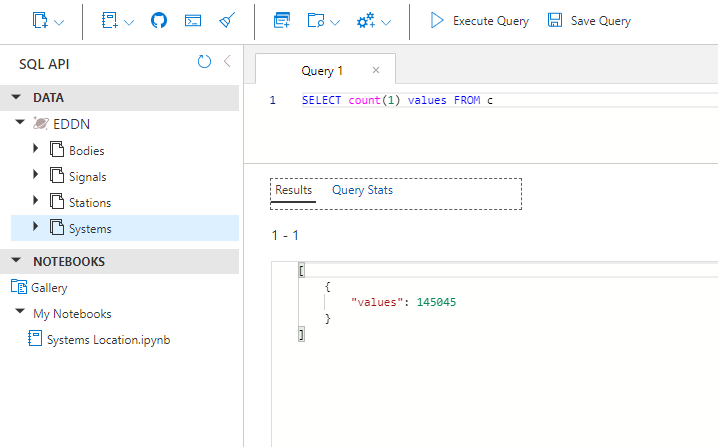 Execute Query
Save Query
SQL API
DATA
EDDN
Bodies
Signals
Stations
Systems
NOTEBOOKS
Gallery
My Notebooks
Systems Location.ipynb
Query 1
1 SELECT count(1) values FROM c
Results Query Stats
1 - 1
[
{
"values": 145045
}
]